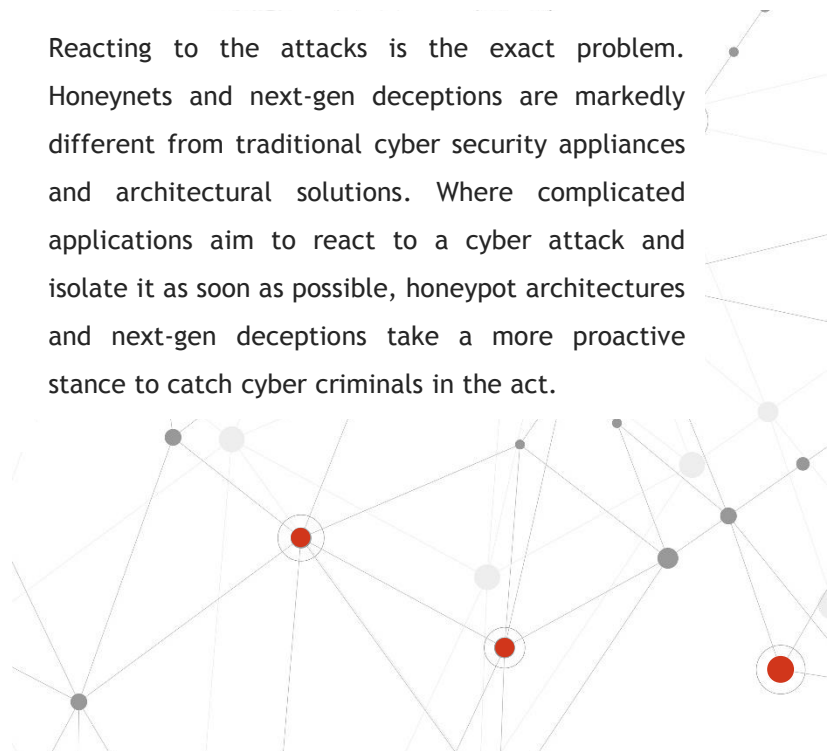 Reacting to the attacks is the exact problem.
Honeynets and next-gen deceptions are markedly
different from traditional cyber security appliances
and architectural solutions. Where complicated
applications aim to react to a cyber attack and
isolate it as soon as possible, honeypot architectures
and next-gen deceptions take a more proactive
stance to catch cyber criminals in the act.